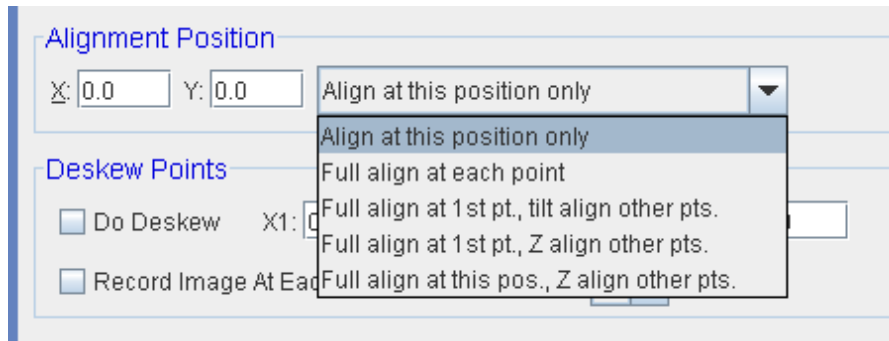 Alignment Position
X: 0.0 Y: 0.0 Align at this position only
Align at this position only
Full align at each point
Deskew Points
Full align at 1st pt., tilt align other pts.
Do Deskew X1:
Full align at 1st pt., Z align other pts.
Record Image At
Full align at this pos., Z align other pts.